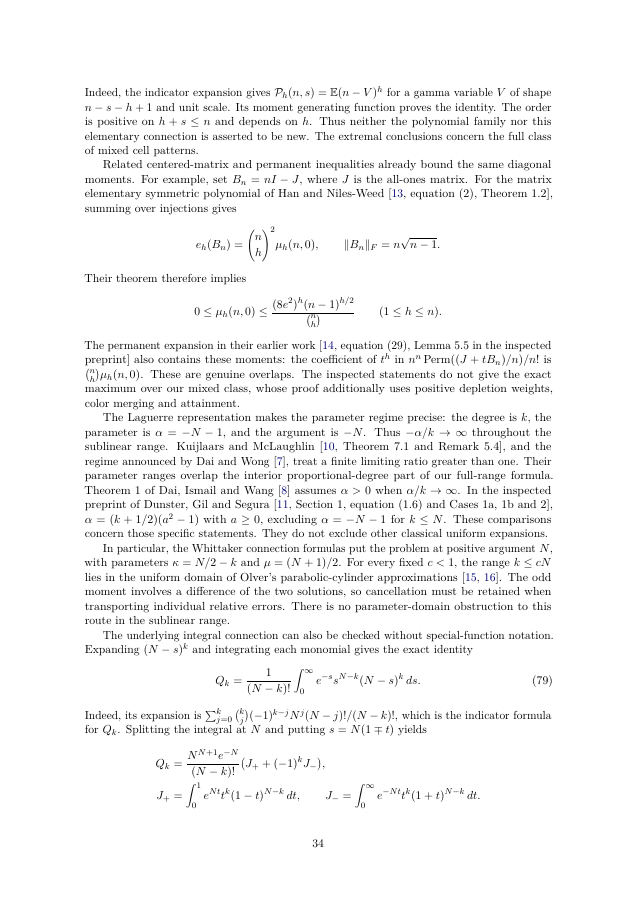 Indeed, the indicator expansion gives 𝒫_h(n, s) = 𝔼(n − V)^h for a gamma variable V of shape
n − s − h + 1 and unit scale. Its moment generating function proves the identity. The order
is positive on h + s ≤ n and depends on h. Thus neither the polynomial family nor this
elementary connection is asserted to be new. The extremal conclusions concern the full class
of mixed cell patterns.
Related centered-matrix and permanent inequalities already bound the same diagonal
moments. For example, set B_n = nI − J, where J is the all-ones matrix. For the matrix
elementary symmetric polynomial of Han and Niles-Weed [13, equation (2), Theorem 1.2],
summing over injections gives
e_h(B_n) = \binom{n}{h}^2 μ_h(n, 0), ‖B_n‖_F = n√(n − 1).
Their theorem therefore implies
0 ≤ μ_h(n, 0) ≤ (8e^2)^h (n − 1)^{h/2} / \binom{n}{h} (1 ≤ h ≤ n).
The permanent expansion in their earlier work [14, equation (29), Lemma 5.5 in the inspected
preprint] also contains these moments: the coefficient of t^h in n^n Perm((J + tB_n)/n)/n! is
\binom{n}{h} μ_h(n, 0). These are genuine overlaps. The inspected statements do not give the exact
maximum over our mixed class, whose proof additionally uses positive depletion weights,
color merging and attainment.
The Laguerre representation makes the parameter regime precise: the degree is k, the
parameter is α = −N − 1, and the argument is −N. Thus −α/k → ∞ throughout the
sublinear range. Kuijlaars and McLaughlin [10, Theorem 7.1 and Remark 5.4], and the
regime announced by Dai and Wong [7], treat a finite limiting ratio greater than one. Their
parameter ranges overlap the interior proportional-degree part of our full-range formula.
Theorem 1 of Dai, Ismail and Wang [8] assumes α > 0 when α/k → ∞. In the inspected
preprint of Dunster, Gil and Segura [11, Section 1, equation (1.6) and Cases 1a, 1b and 2],
α = (k + 1/2)(a^2 − 1) with a ≥ 0, excluding α = −N − 1 for k ≤ N. These comparisons
concern those specific statements. They do not exclude other classical uniform expansions.
In particular, the Whittaker connection formulas put the problem at positive argument N,
with parameters κ = N/2 − k and μ = (N + 1)/2. For every fixed c < 1, the range k ≤ cN
lies in the uniform domain of Olver's parabolic-cylinder approximations [15, 16]. The odd
moment involves a difference of the two solutions, so cancellation must be retained when
transporting individual relative errors. There is no parameter-domain obstruction to this
route in the sublinear range.
The underlying integral connection can also be checked without special-function notation.
Expanding (N − s)^k and integrating each monomial gives the exact identity
Q_k = 1/(N − k)! ∫_0^∞ e^{−s} s^{N−k} (N − s)^k ds. (79)
Indeed, its expansion is ∑_{j=0}^k \binom{k}{j} (−1)^{k−j} N^j (N − j)!/(N − k)!, which is the indicator formula
for Q_k. Splitting the integral at N and putting s = N(1 ∓ t) yields
Q_k = N^{N+1} e^{−N} / (N − k)! (J_+ + (−1)^k J_−),
J_+ = ∫_0^1 e^{Nt} t^k (1 − t)^{N−k} dt, J_− = ∫_0^∞ e^{−Nt} t^k (1 + t)^{N−k} dt.
34